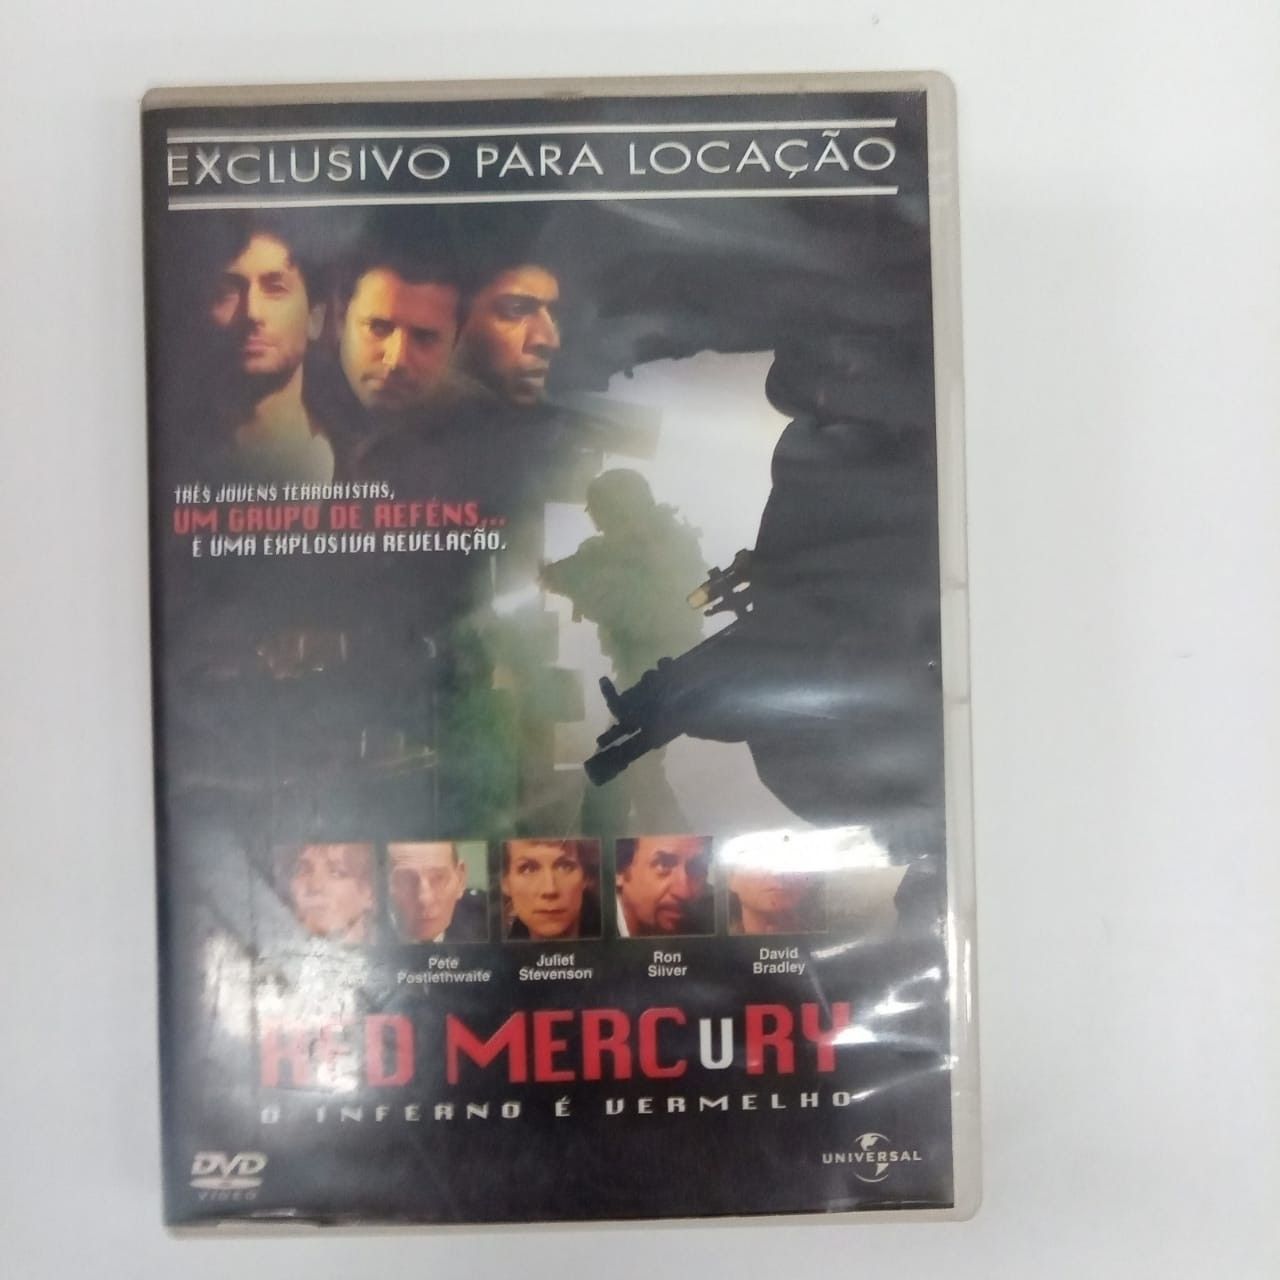 EXCLUSIVO PARA LOCAÇÃO
TRÊS JOVENS TERRORISTAS,
UM GRUPO DE REFÉNS...
E UMA EXPLOSIVA REVELAÇÃO.
Pete
Postlethwaite
Juliet
Stevenson
Ron
Silver
David
Bradley
RED MERCuRY
O INFERNO É VERMELHO
DVD
VIDEO
UNIVERSAL